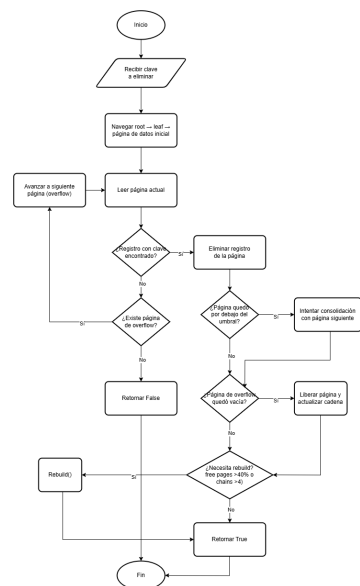 Inicio
Recibir clave
a eliminar
Navegar root → leaf →
página de datos inicial
Avanzar a siguiente
página (overflow)
Leer página actual
¿Registro con clave
encontrado?
Sí
Eliminar registro
de la página
No
¿Existe página
de overflow?
Sí
¿Página quedó
por debajo del
umbral?
Sí
Intentar consolidación
con página siguiente
No
No
Retornar False
¿Página de overflow
quedó vacía?
Sí
Liberar página y
actualizar cadena
No
Rebuild()
Sí
¿Necesita rebuild?
free pages >40% o
chains >4)
No
Retornar True
Fin